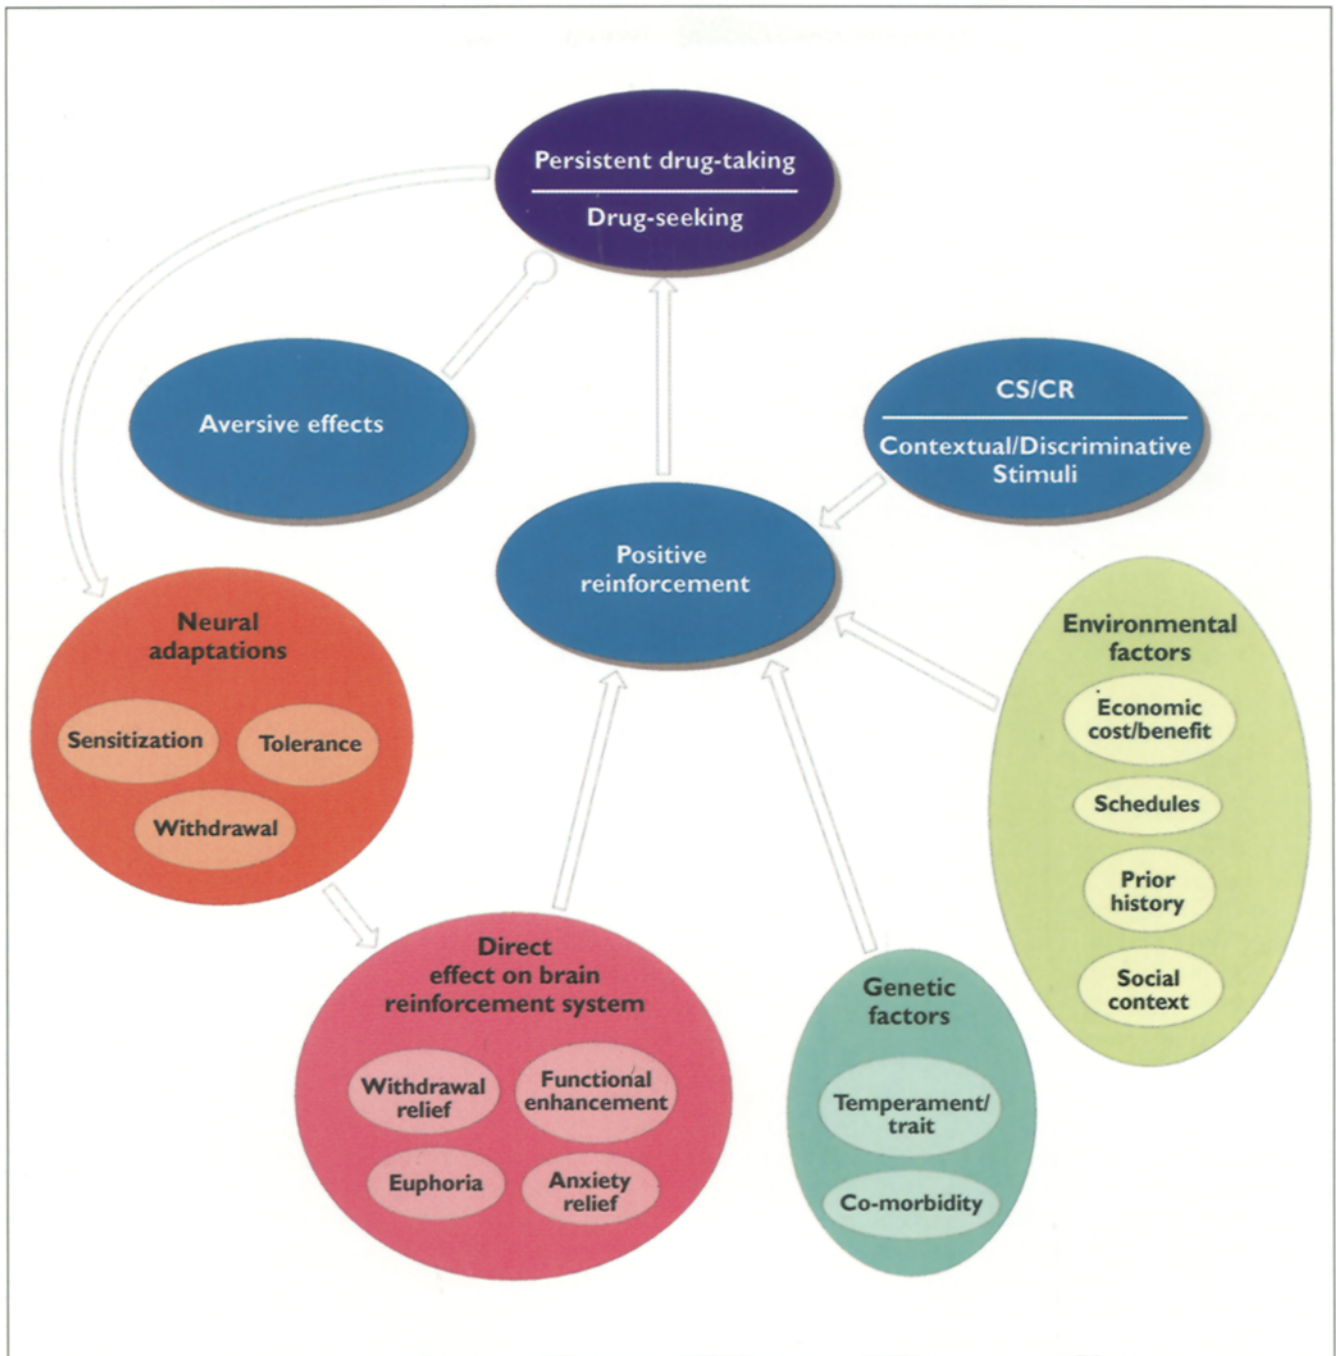 Persistent drug-taking
Drug-seeking
Aversive effects
CS/CR
Contextual/Discriminative
Stimuli
Positive
reinforcement
Neural
adaptations
Sensitization
Tolerance
Withdrawal
Environmental
factors
Economic
cost/benefit
Schedules
Prior
history
Social
context
Direct
effect on brain
reinforcement system
Withdrawal
relief
Functional
enhancement
Euphoria
Anxiety
relief
Genetic
factors
Temperament/
trait
Co-morbidity